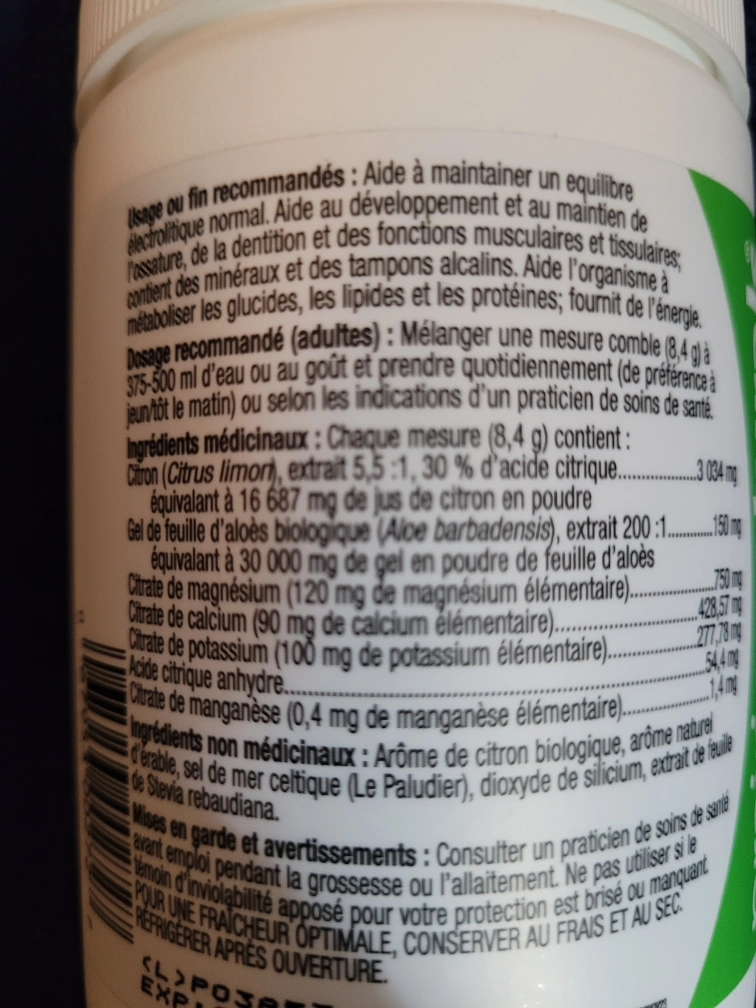 Usage ou fin recommandés : Aide à maintainer un equilibre
électrolitique normal. Aide au développement et au maintien de
l'ossature, de la dentition et des fonctions musculaires et tissulaires;
contient des minéraux et des tampons alcalins. Aide l'organisme à
métaboliser les glucides, les lipides et les protéines; fournit de l'énergie.
Dosage recommandé (adultes) : Mélanger une mesure comble (8,4 g) à
375-500 ml d'eau ou au goût et prendre quotidiennement (de préférence à
jeun/tôt le matin) ou selon les indications d'un praticien de soins de santé.
Ingrédients médicinaux : Chaque mesure (8,4 g) contient :
Citron (Citrus limon), extrait 5,5 :1, 30 % d'acide citrique...............3 034 mg
équivalant à 16 687 mg de jus de citron en poudre
Gel de feuille d'aloès biologique (Aloe barbadensis), extrait 200 :1............150 mg
équivalant à 30 000 mg de gel en poudre de feuille d'aloès
Citrate de magnésium (120 mg de magnésium élémentaire)...............750 mg
Citrate de calcium (90 mg de calcium élémentaire)...............428,57 mg
Citrate de potassium (100 mg de potassium élémentaire)...............277,78 mg
Acide citrique anhydre...............54,4 mg
Citrate de manganèse (0,4 mg de manganèse élémentaire)...............1,4 mg
Ingrédients non médicinaux : Arôme de citron biologique, arôme naturel
d'érable, sel de mer celtique (Le Paludier), dioxyde de silicium, extrait de feuille
de Stevia rebaudiana.
Mises en garde et avertissements : Consulter un praticien de soins de santé
avant emploi pendant la grossesse ou l'allaitement. Ne pas utiliser si le
témoin d'inviolabilité apposé pour votre protection est brisé ou manquant.
POUR UNE FRAÎCHEUR OPTIMALE, CONSERVER AU FRAIS ET AU SEC.
RÉFRIGÉRER APRÈS OUVERTURE.
EXP